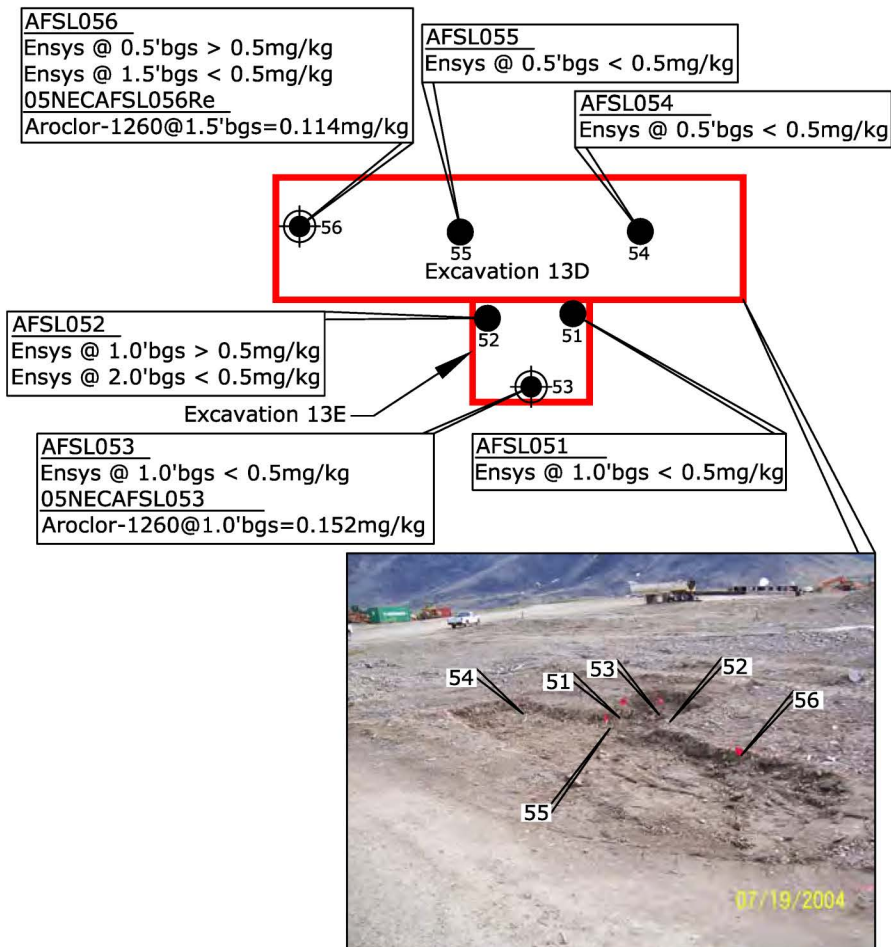 AFSL056
Ensys @ 0.5'bgs > 0.5mg/kg
Ensys @ 1.5'bgs < 0.5mg/kg
05NECAFSL056Re
Aroclor-1260@1.5'bgs=0.114mg/kg
AFSL055
Ensys @ 0.5'bgs < 0.5mg/kg
AFSL054
Ensys @ 0.5'bgs < 0.5mg/kg
56
55
54
Excavation 13D
AFSL052
Ensys @ 1.0'bgs > 0.5mg/kg
Ensys @ 2.0'bgs < 0.5mg/kg
52
51
53
Excavation 13E
AFSL053
Ensys @ 1.0'bgs < 0.5mg/kg
05NECAFSL053
Aroclor-1260@1.0'bgs=0.152mg/kg
AFSL051
Ensys @ 1.0'bgs < 0.5mg/kg
54
51
53
52
56
55
07/19/2004